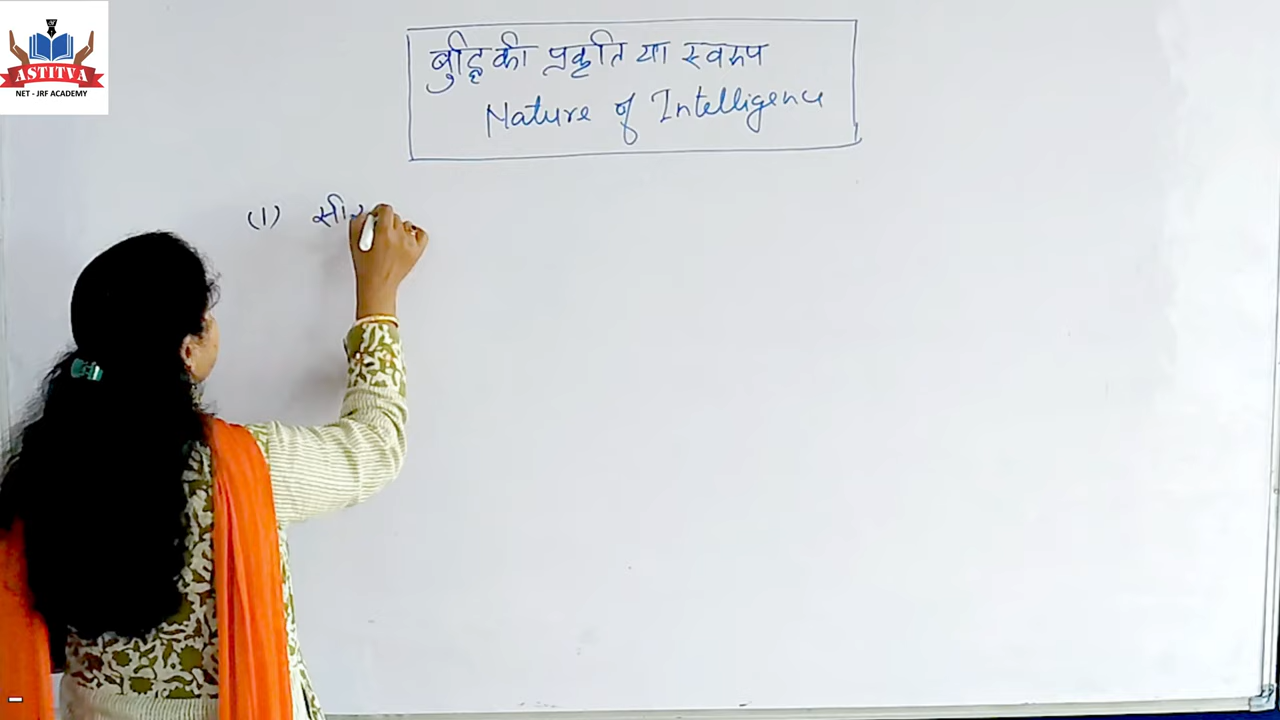 ASTITVA
NET - JRF ACADEMY
बुद्धि की प्रकृति या स्वरूप
Nature of Intelligence
(1)